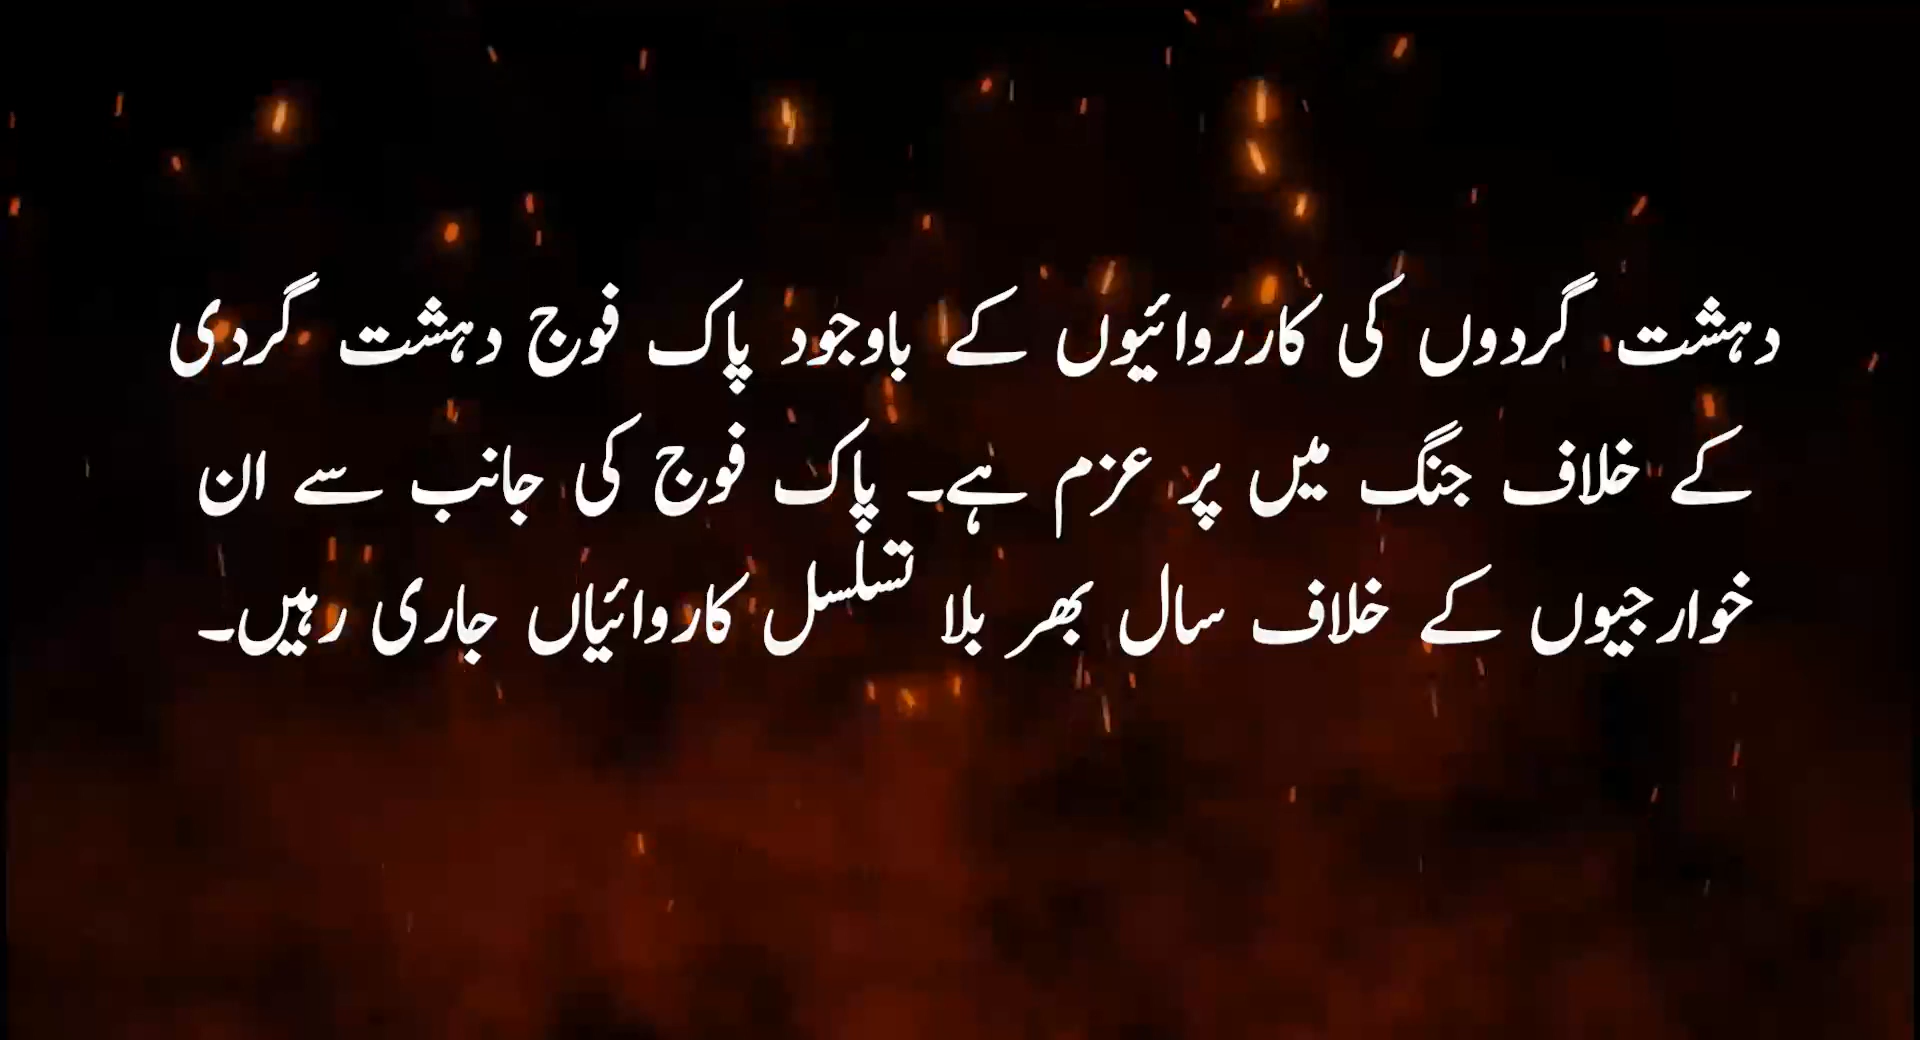 دہشت گردوں کی کارروائیوں کے باوجود پاک فوج دہشت گردی
کے خلاف جنگ میں پر عزم ہے۔ پاک فوج کی جانب سے ان
خوارجیوں کے خلاف سال بھر بلا تسلسل کاروائیاں جاری رہیں۔